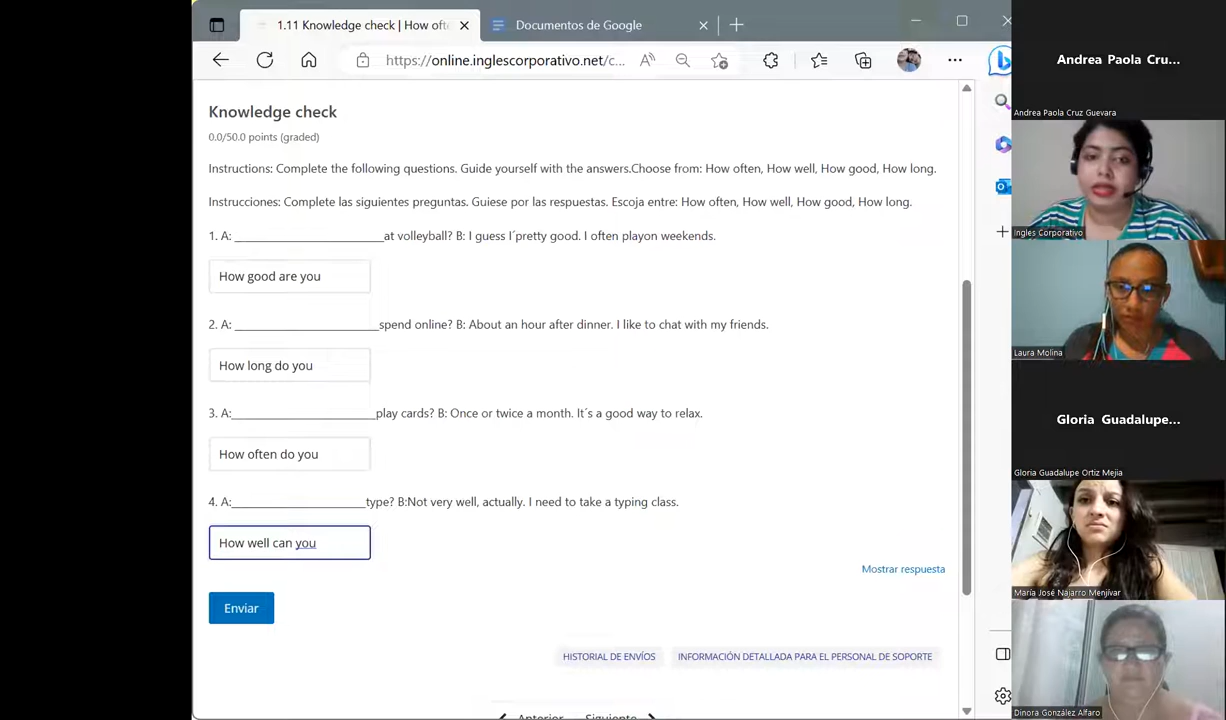 1.11 Knowledge check | How ofte
Documentos de Google
https://online.inglescorporativo.net/c...
Knowledge check
0.0/50.0 points (graded)
Instructions: Complete the following questions. Guide yourself with the answers.Choose from: How often, How well, How good, How long.
Instrucciones: Complete las siguientes preguntas. Guiese por las respuestas. Escoja entre: How often, How well, How good, How long.
1. A: ____________________at volleyball? B: I guess I´pretty good. I often playon weekends.
How good are you
2. A: ____________________spend online? B: About an hour after dinner. I like to chat with my friends.
How long do you
3. A:____________________play cards? B: Once or twice a month. It´s a good way to relax.
How often do you
4. A:____________________type? B:Not very well, actually. I need to take a typing class.
How well can you
Mostrar respuesta
Enviar
HISTORIAL DE ENVÍOS
INFORMACIÓN DETALLADA PARA EL PERSONAL DE SOPORTE
Anterior
Siguiente
Andrea Paola Cru...
Andrea Paola Cruz Guevara
Ingles Corporativo
Laura Molina
Gloria Guadalupe...
Gloria Guadalupe Ortiz Mejia
María José Najarro Menjívar
Dinora González Alfaro